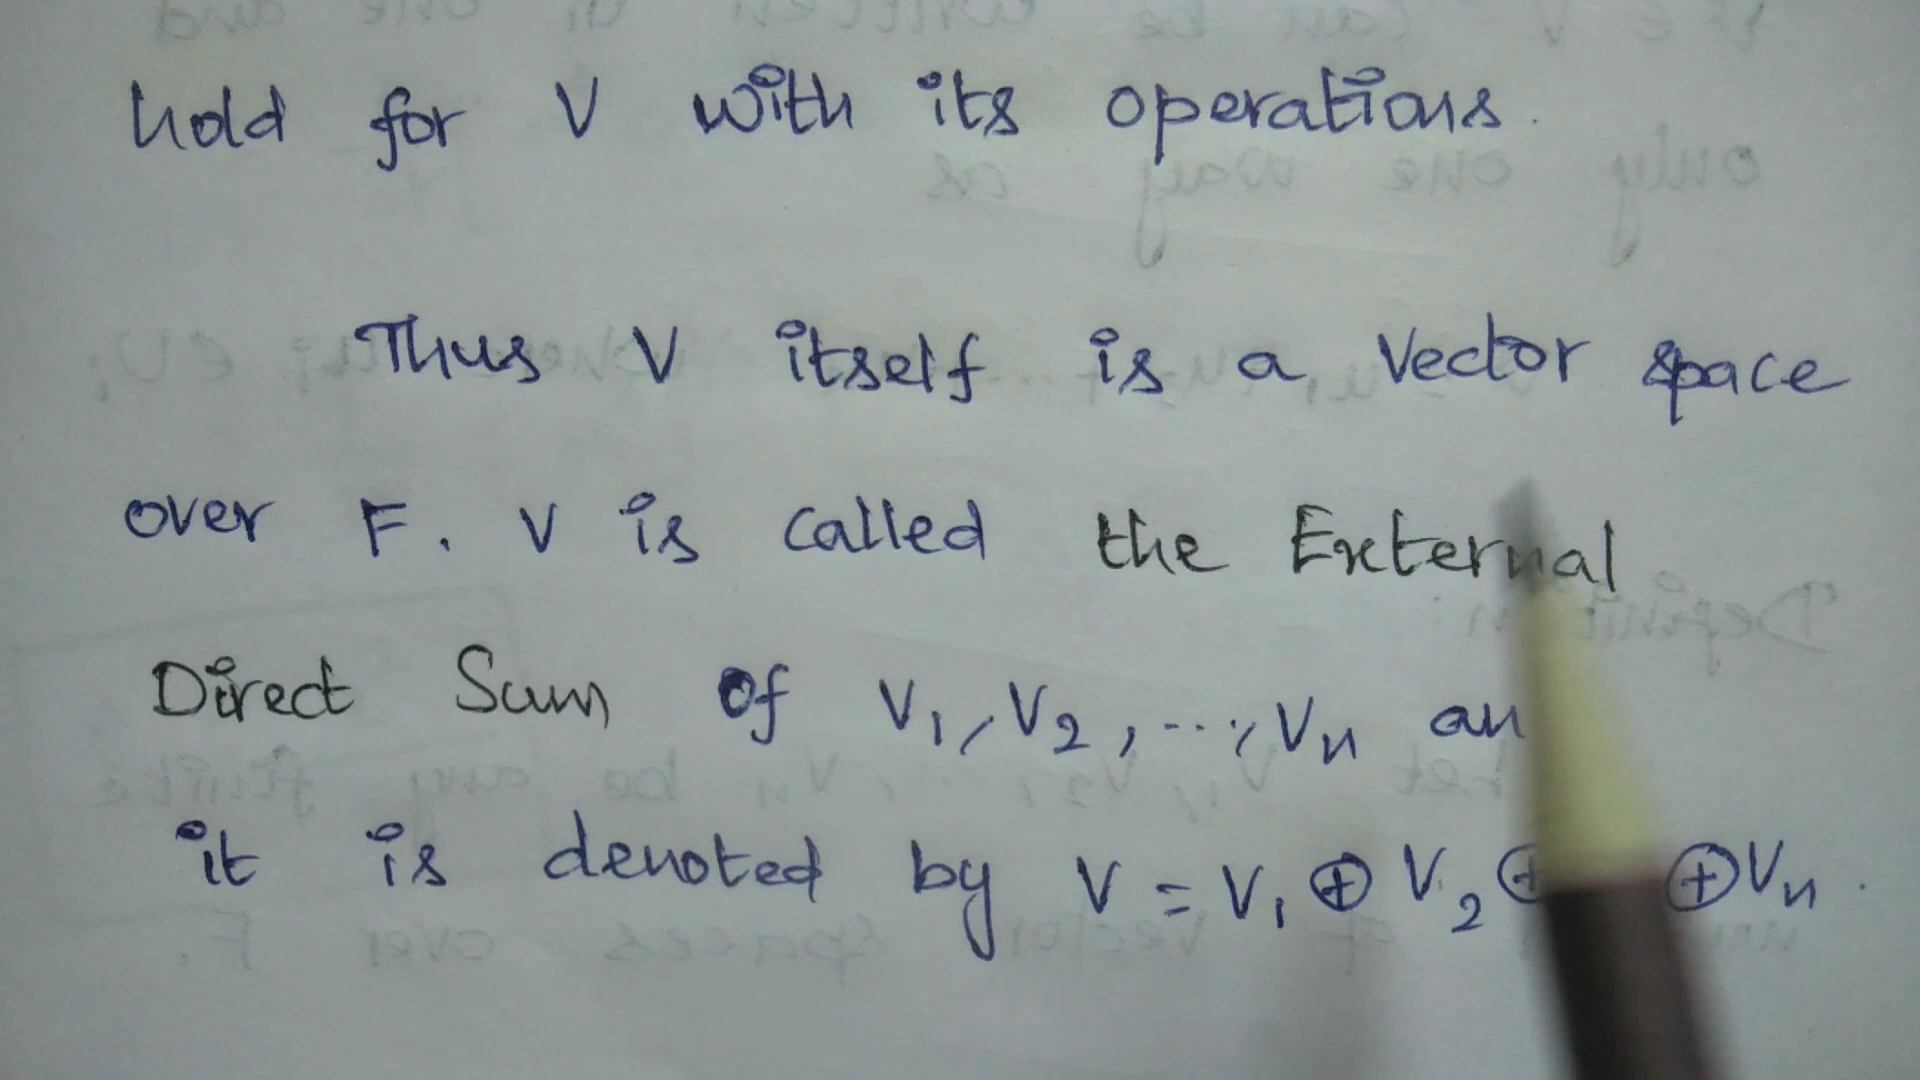 hold for V with its operations.
Thus V itself is a Vector space
over F. V is called the External
Direct Sum of V₁, V₂, ..., Vₙ an
it is denoted by V = V₁ ⊕ V₂ ⊕ ⊕ Vₙ.